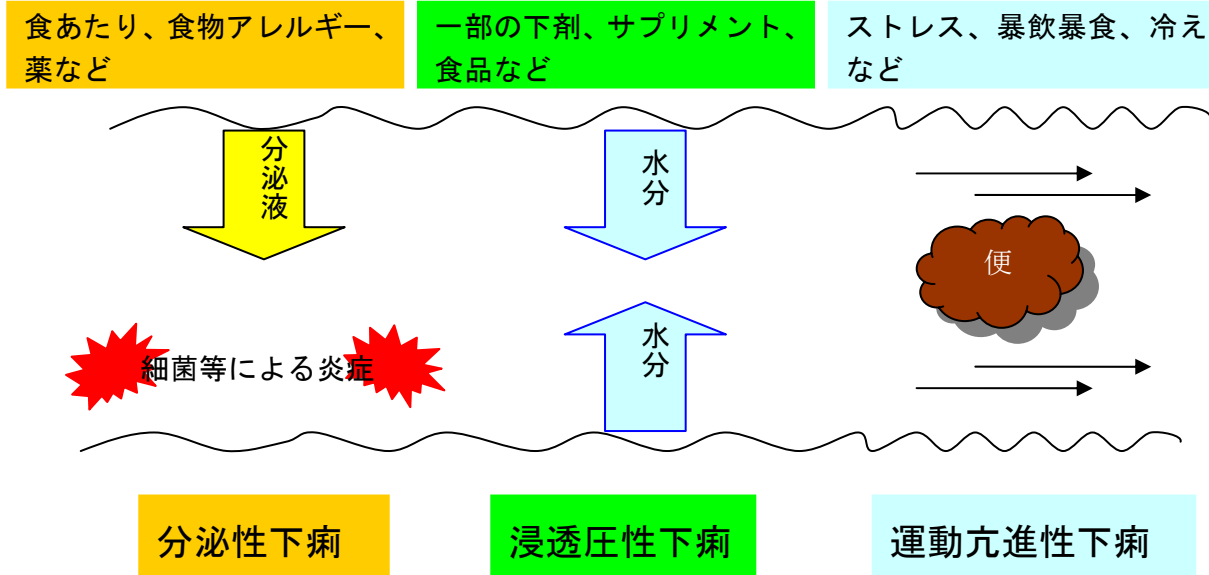 食あたり、食物アレルギー、
薬など
一部の下剤、サプリメント、
食品など
ストレス、暴飲暴食、冷え
など
分泌液
水分
便
水分
細菌等による炎症
分泌性下痢
浸透圧性下痢
運動亢進性下痢